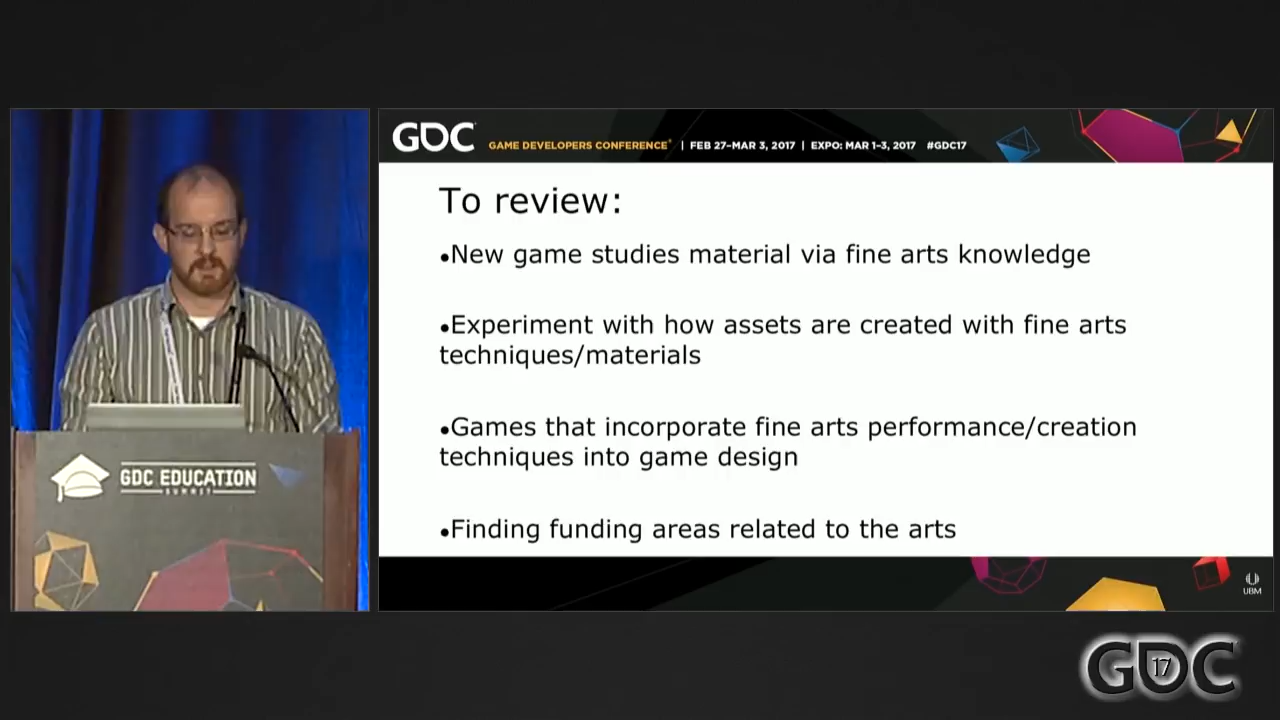 GDC
GAME DEVELOPERS CONFERENCE® | FEB 27–MAR 3, 2017 | EXPO: MAR 1–3, 2017 #GDC17
To review:
•New game studies material via fine arts knowledge
•Experiment with how assets are created with fine arts
techniques/materials
•Games that incorporate fine arts performance/creation
techniques into game design
•Finding funding areas related to the arts
GDC EDUCATION
SUMMIT
UBM
GDC
17